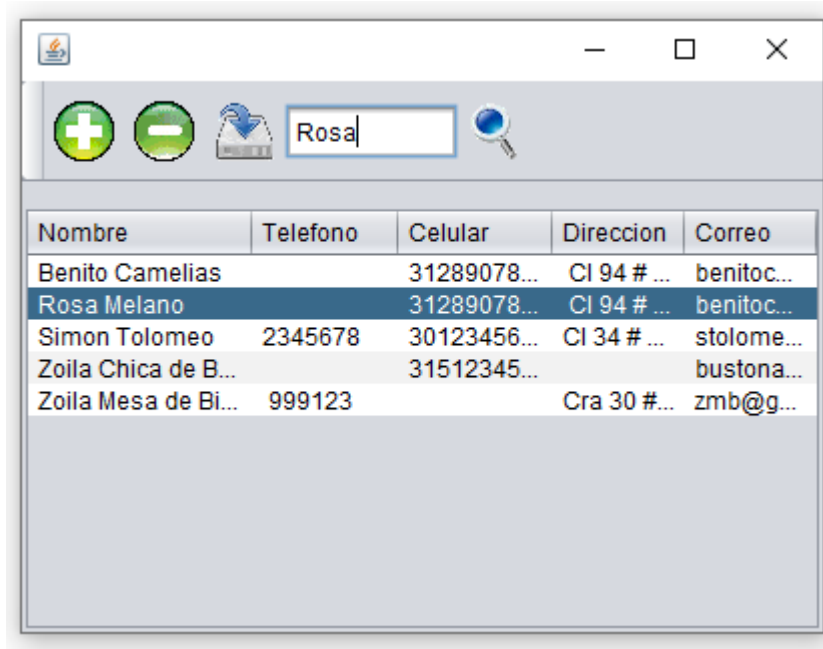 Rosa
Nombre Telefono Celular Direccion Correo
Benito Camelias 31289078... Cl 94 # ... benitoc...
Rosa Melano 31289078... Cl 94 # ... benitoc...
Simon Tolomeo 2345678 30123456... Cl 34 # ... stolome...
Zoila Chica de B... 31512345... bustona...
Zoila Mesa de Bi... 999123 Cra 30 #... zmb@g...